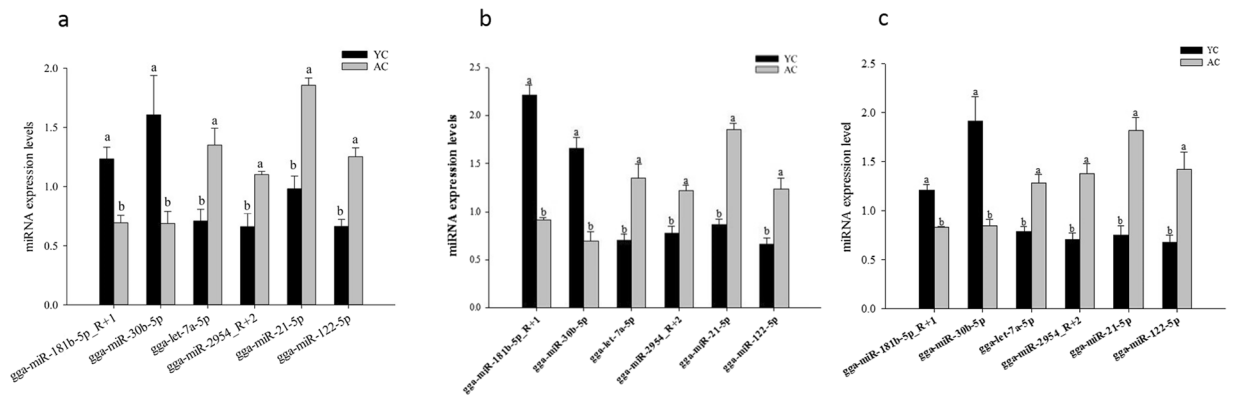 a
YC
AC
miRNA expression levels
2.0
1.5
1.0
0.5
0.0
a
b
a
b
b
a
b
a
b
a
b
a
gga-miR-181b-5p_R+1
gga-miR-30b-5p
gga-let-7a-5p
gga-miR-2954_R+2
gga-miR-21-5p
gga-miR-122-5p
b
YC
AC
miRNA expression levels
2.5
2.0
1.5
1.0
0.5
0.0
a
b
a
b
b
a
b
a
b
a
b
a
gga-miR-181b-5p_R+1
gga-miR-30b-5p
gga-let-7a-5p
gga-miR-2954_R+2
gga-miR-21-5p
gga-miR-122-5p
c
YC
AC
miRNA expression level
2.5
2.0
1.5
1.0
0.5
0.0
a
b
a
b
b
a
b
a
b
a
b
a
gga-miR-181b-5p_R+1
gga-miR-30b-5p
gga-let-7a-5p
gga-miR-2954_R+2
gga-miR-21-5p
gga-miR-122-5p